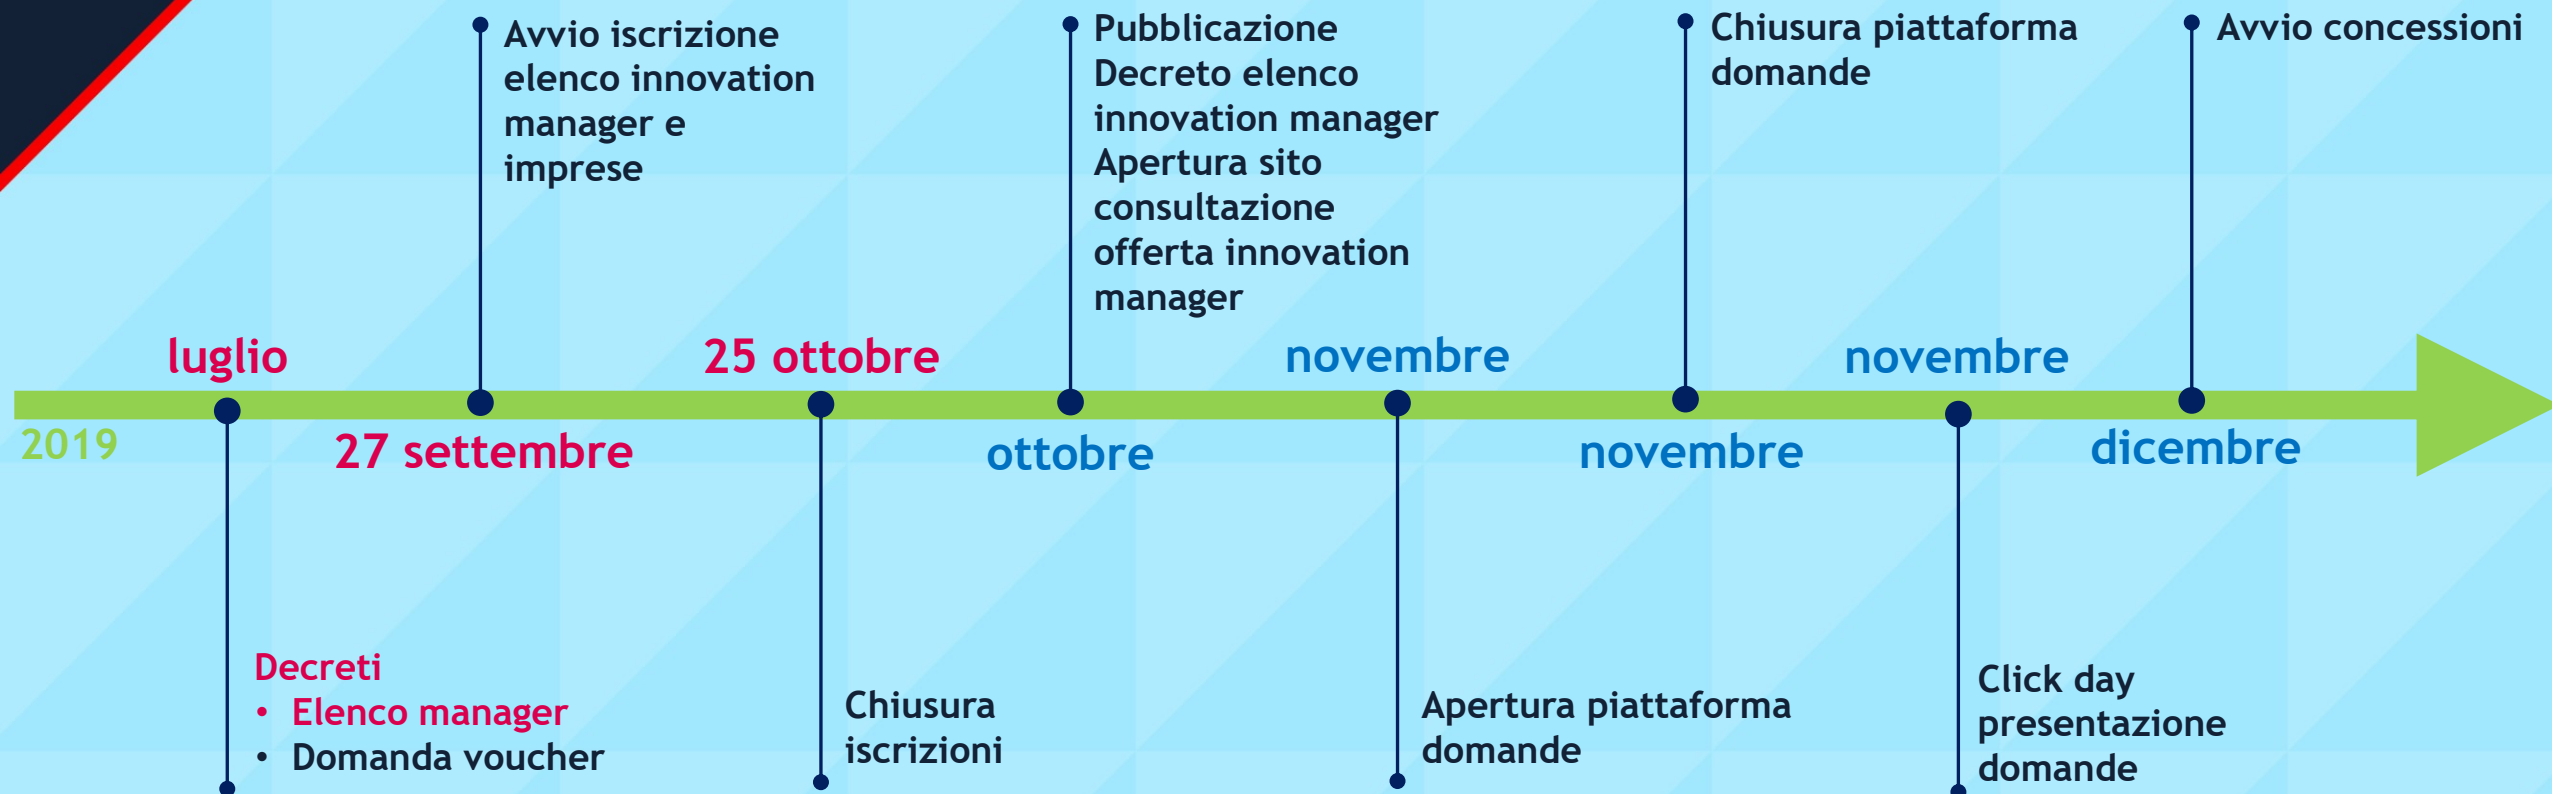 Avvio iscrizione
elenco innovation
manager e
imprese
Pubblicazione
Decreto elenco
innovation manager
Apertura sito
consultazione
offerta innovation
manager
Chiusura piattaforma
domande
Avvio concessioni
luglio
25 ottobre
novembre
novembre
2019
27 settembre
ottobre
novembre
dicembre
Decreti
• Elenco manager
• Domanda voucher
Chiusura
iscrizioni
Apertura piattaforma
domande
Click day
presentazione
domande